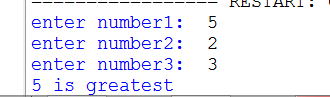 ================== RESTART:
enter number1:  5
enter number2:  2
enter number3:  3
5 is greatest